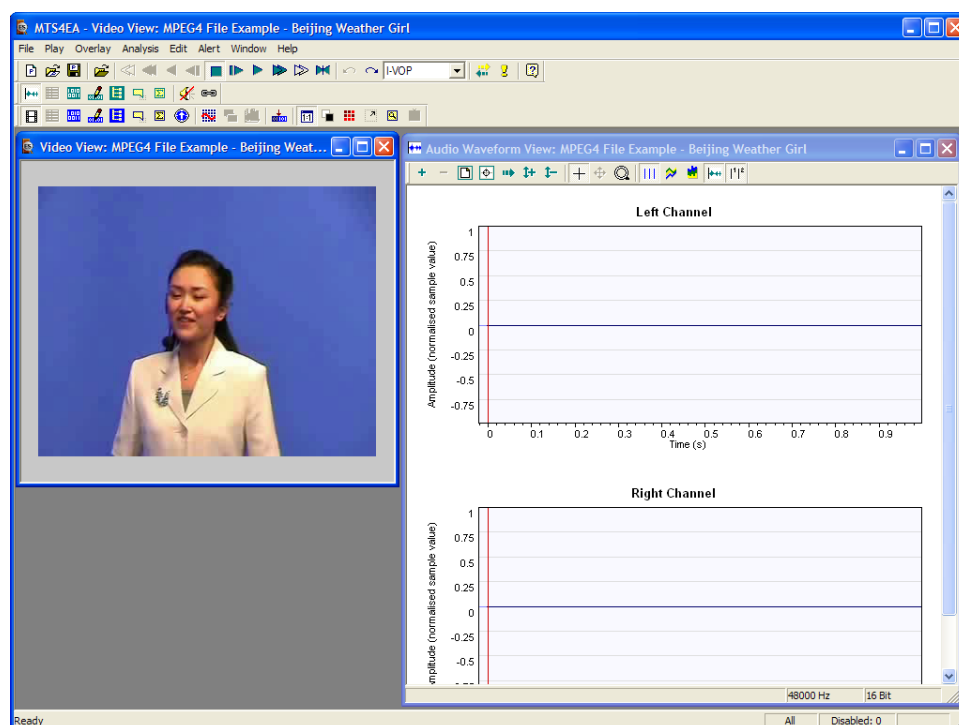 MTS4EA - Video View: MPEG4 File Example - Beijing Weather Girl
File Play Overlay Analysis Edit Alert Window Help
I-VOP
Video View: MPEG4 File Example - Beijing Weat...
Audio Waveform View: MPEG4 File Example - Beijing Weather Girl
Left Channel
Amplitude (normalised sample value)
1
0.75
0.5
0.25
0
-0.25
-0.5
-0.75
0 0.1 0.2 0.3 0.4 0.5 0.6 0.7 0.8 0.9
Time (s)
Right Channel
Amplitude (normalised sample value)
1
0.75
0.5
0.25
0
-0.25
-0.5
48000 Hz 16 Bit
Ready All Disabled: 0